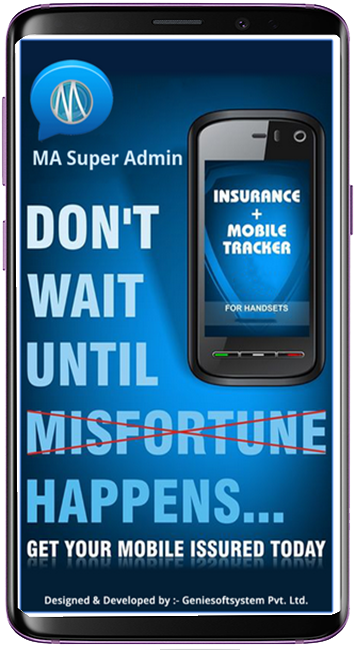 MA Super Admin
INSURANCE
+
MOBILE
TRACKER
FOR HANDSETS
DON'T
WAIT
UNTIL
MISFORTUNE
HAPPENS...
GET YOUR MOBILE ISSURED TODAY
Designed & Developed by :- Geniesoftsystem Pvt. Ltd.